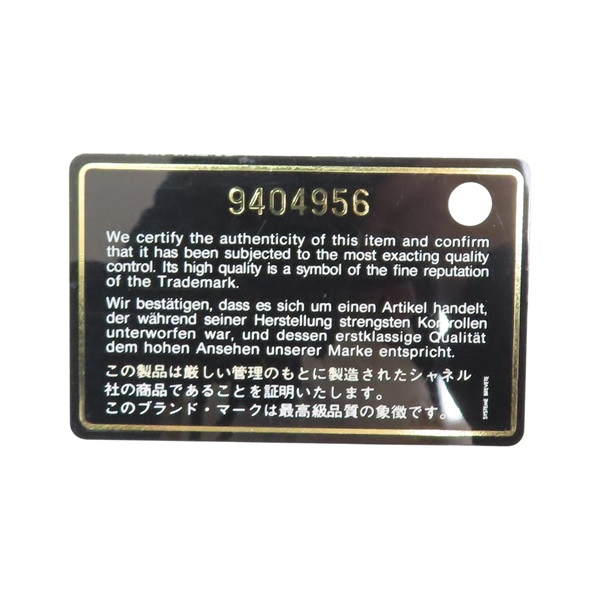 9404956
We certify the authenticity of this item and confirm
that it has been subjected to the most exacting quality
control. Its high quality is a symbol of the fine reputation
of the Trademark.
Wir bestätigen, dass es sich um einen Artikel handelt,
der während seiner Herstellung strengsten Kontrollen
unterworfen war, und dessen erstklassige Qualität
dem hohen Ansehen unserer Marke entspricht.
この製品は厳しい管理のもとに製造されたシャネル
社の商品であることを証明いたします。
このブランド・マークは最高級品質の象徴です。